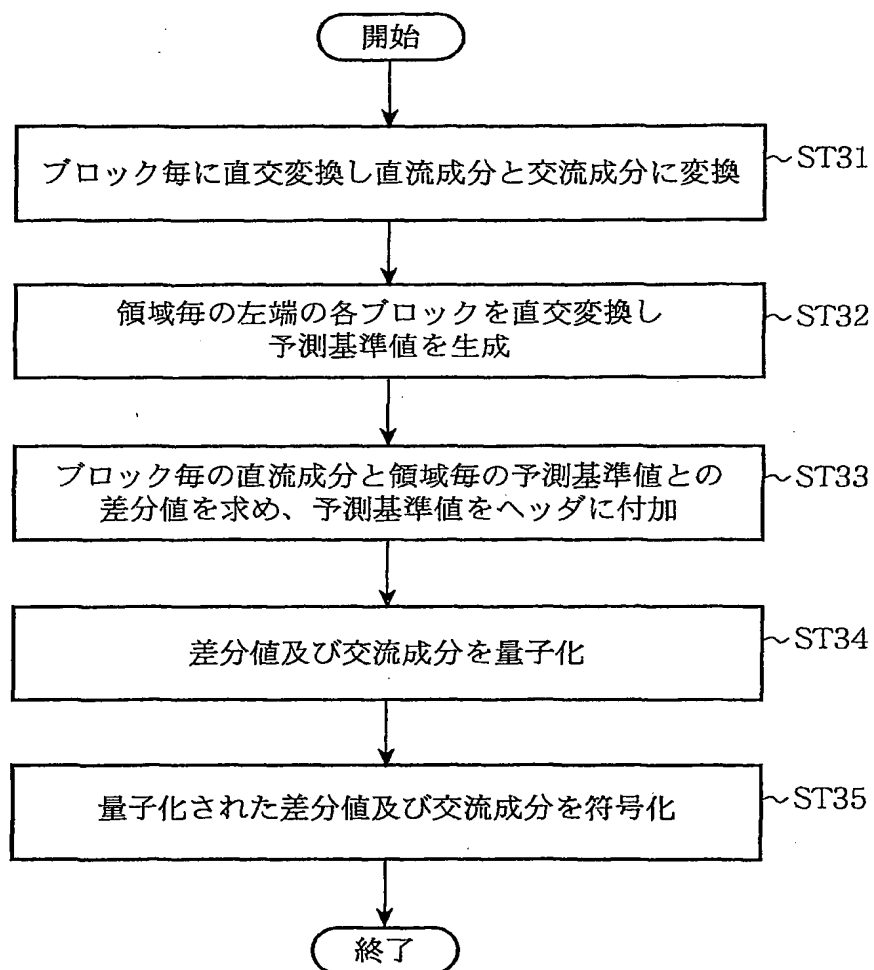 開始
ブロック毎に直交変換し直流成分と交流成分に変換
~ST31
領域毎の左端の各ブロックを直交変換し
予測基準値を生成
~ST32
ブロック毎の直流成分と領域毎の予測基準値との
差分値を求め、予測基準値をヘッダに付加
~ST33
差分値及び交流成分を量子化
~ST34
量子化された差分値及び交流成分を符号化
~ST35
終了